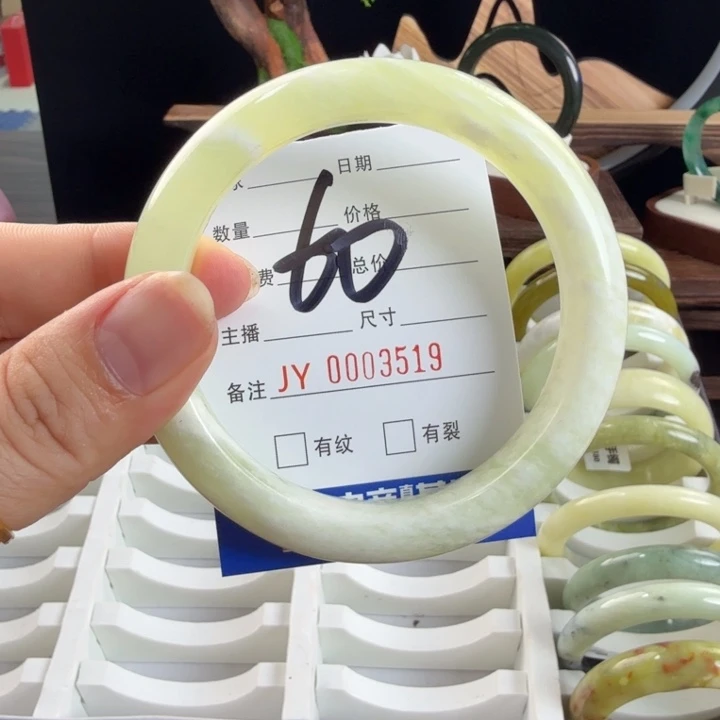 日期
数量 价格
费 总价
60
主播 尺寸
备注 JY 0003519
有纹 有裂